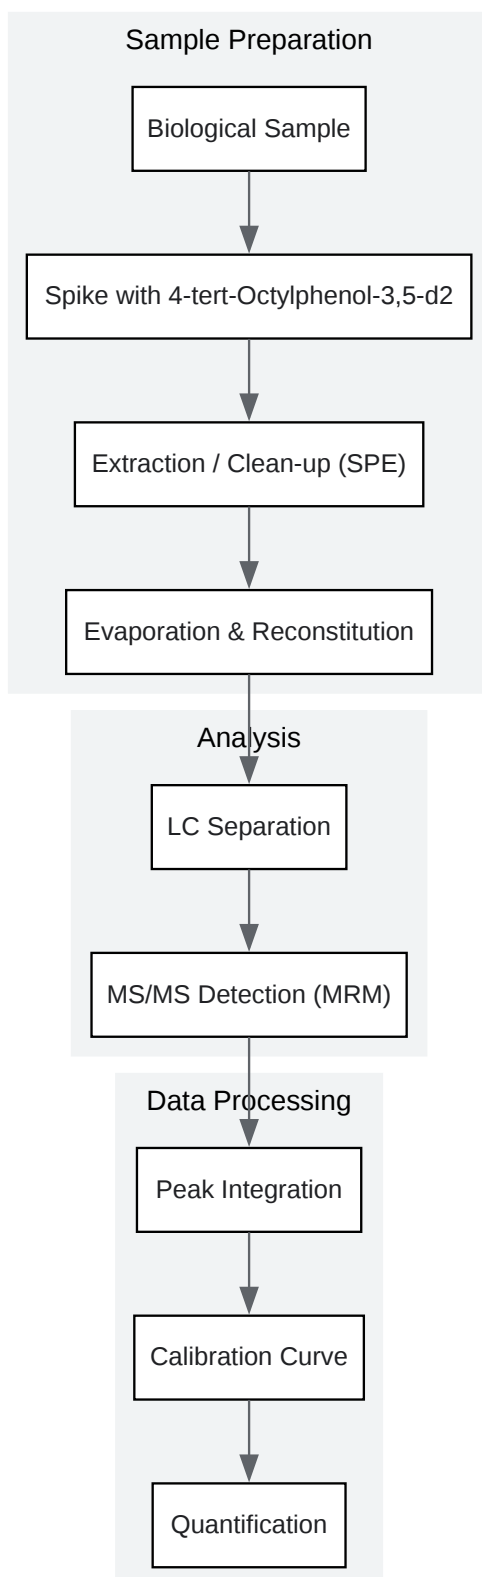 Sample Preparation
Biological Sample
Spike with 4-tert-Octylphenol-3,5-d2
Extraction / Clean-up (SPE)
Evaporation & Reconstitution
Analysis
LC Separation
MS/MS Detection (MRM)
Data Processing
Peak Integration
Calibration Curve
Quantification